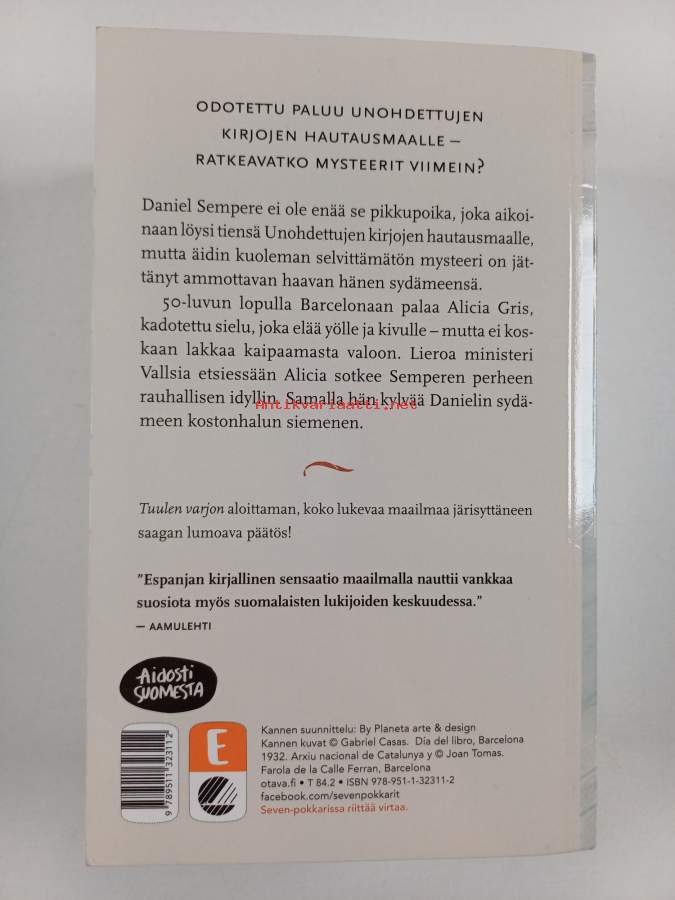 ODOTETTU PALUU UNOHDETTUJEN
KIRJOJEN HAUTAUSMAALLE –
RATKEAVATKO MYSTEERIT VIIMEIN?
Daniel Sempere ei ole enää se pikkupoika, joka aikoi-
naan löysi tiensä Unohdettujen kirjojen hautausmaalle,
mutta äidin kuoleman selvittämätön mysteeri on jät-
tänyt ammottavan haavan hänen sydämeensä.
50-luvun lopulla Barcelonaan palaa Alicia Gris,
kadotettu sielu, joka elää yölle ja kivulle – mutta ei kos-
kaan lakkaa kaipaamasta valoon. Lieroa ministeri
Vallsia etsiessään Alicia sotkee Semperen perheen
rauhallisen idyllin. Samalla hän kylvää Danielin sydä-
Antikvariaatti.net
meen kostonhalun siemenen.
Tuulen varjon aloittaman, koko lukevaa maailmaa järisyttäneen
saagan lumoava päätös!
"Espanjan kirjallinen sensaatio maailmalla nauttii vankkaa
suosiota myös suomalaisten lukijoiden keskuudessa."
– AAMULEHTI
Aidosti
SUOMESTA
9 789511 323112
E
Kannen suunnittelu: By Planeta arte & design
Kannen kuvat © Gabriel Casas. Día del libro, Barcelona
1932. Arxiu nacional de Catalunya y © Joan Tomas.
Farola de la Calle Ferran, Barcelona
otava.fi • T 84.2 • ISBN 978-951-1-32311-2
facebook.com/sevenpokkarit
Seven-pokkarissa riittää virtaa.